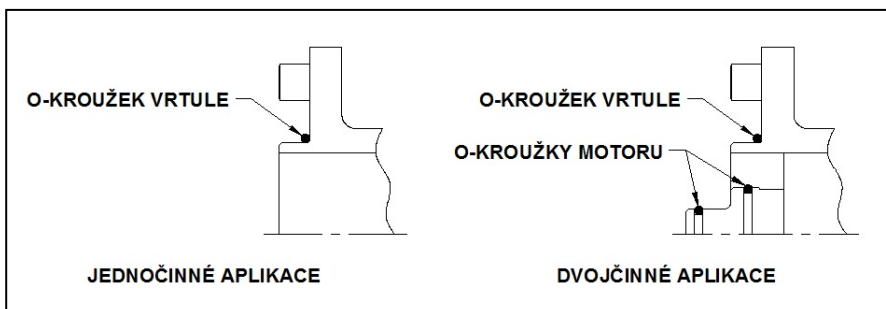 O-KROUŽEK VRTULE
JEDNOČINNÉ APLIKACE
O-KROUŽEK VRTULE
O-KROUŽKY MOTORU
DVOJČINNÉ APLIKACE